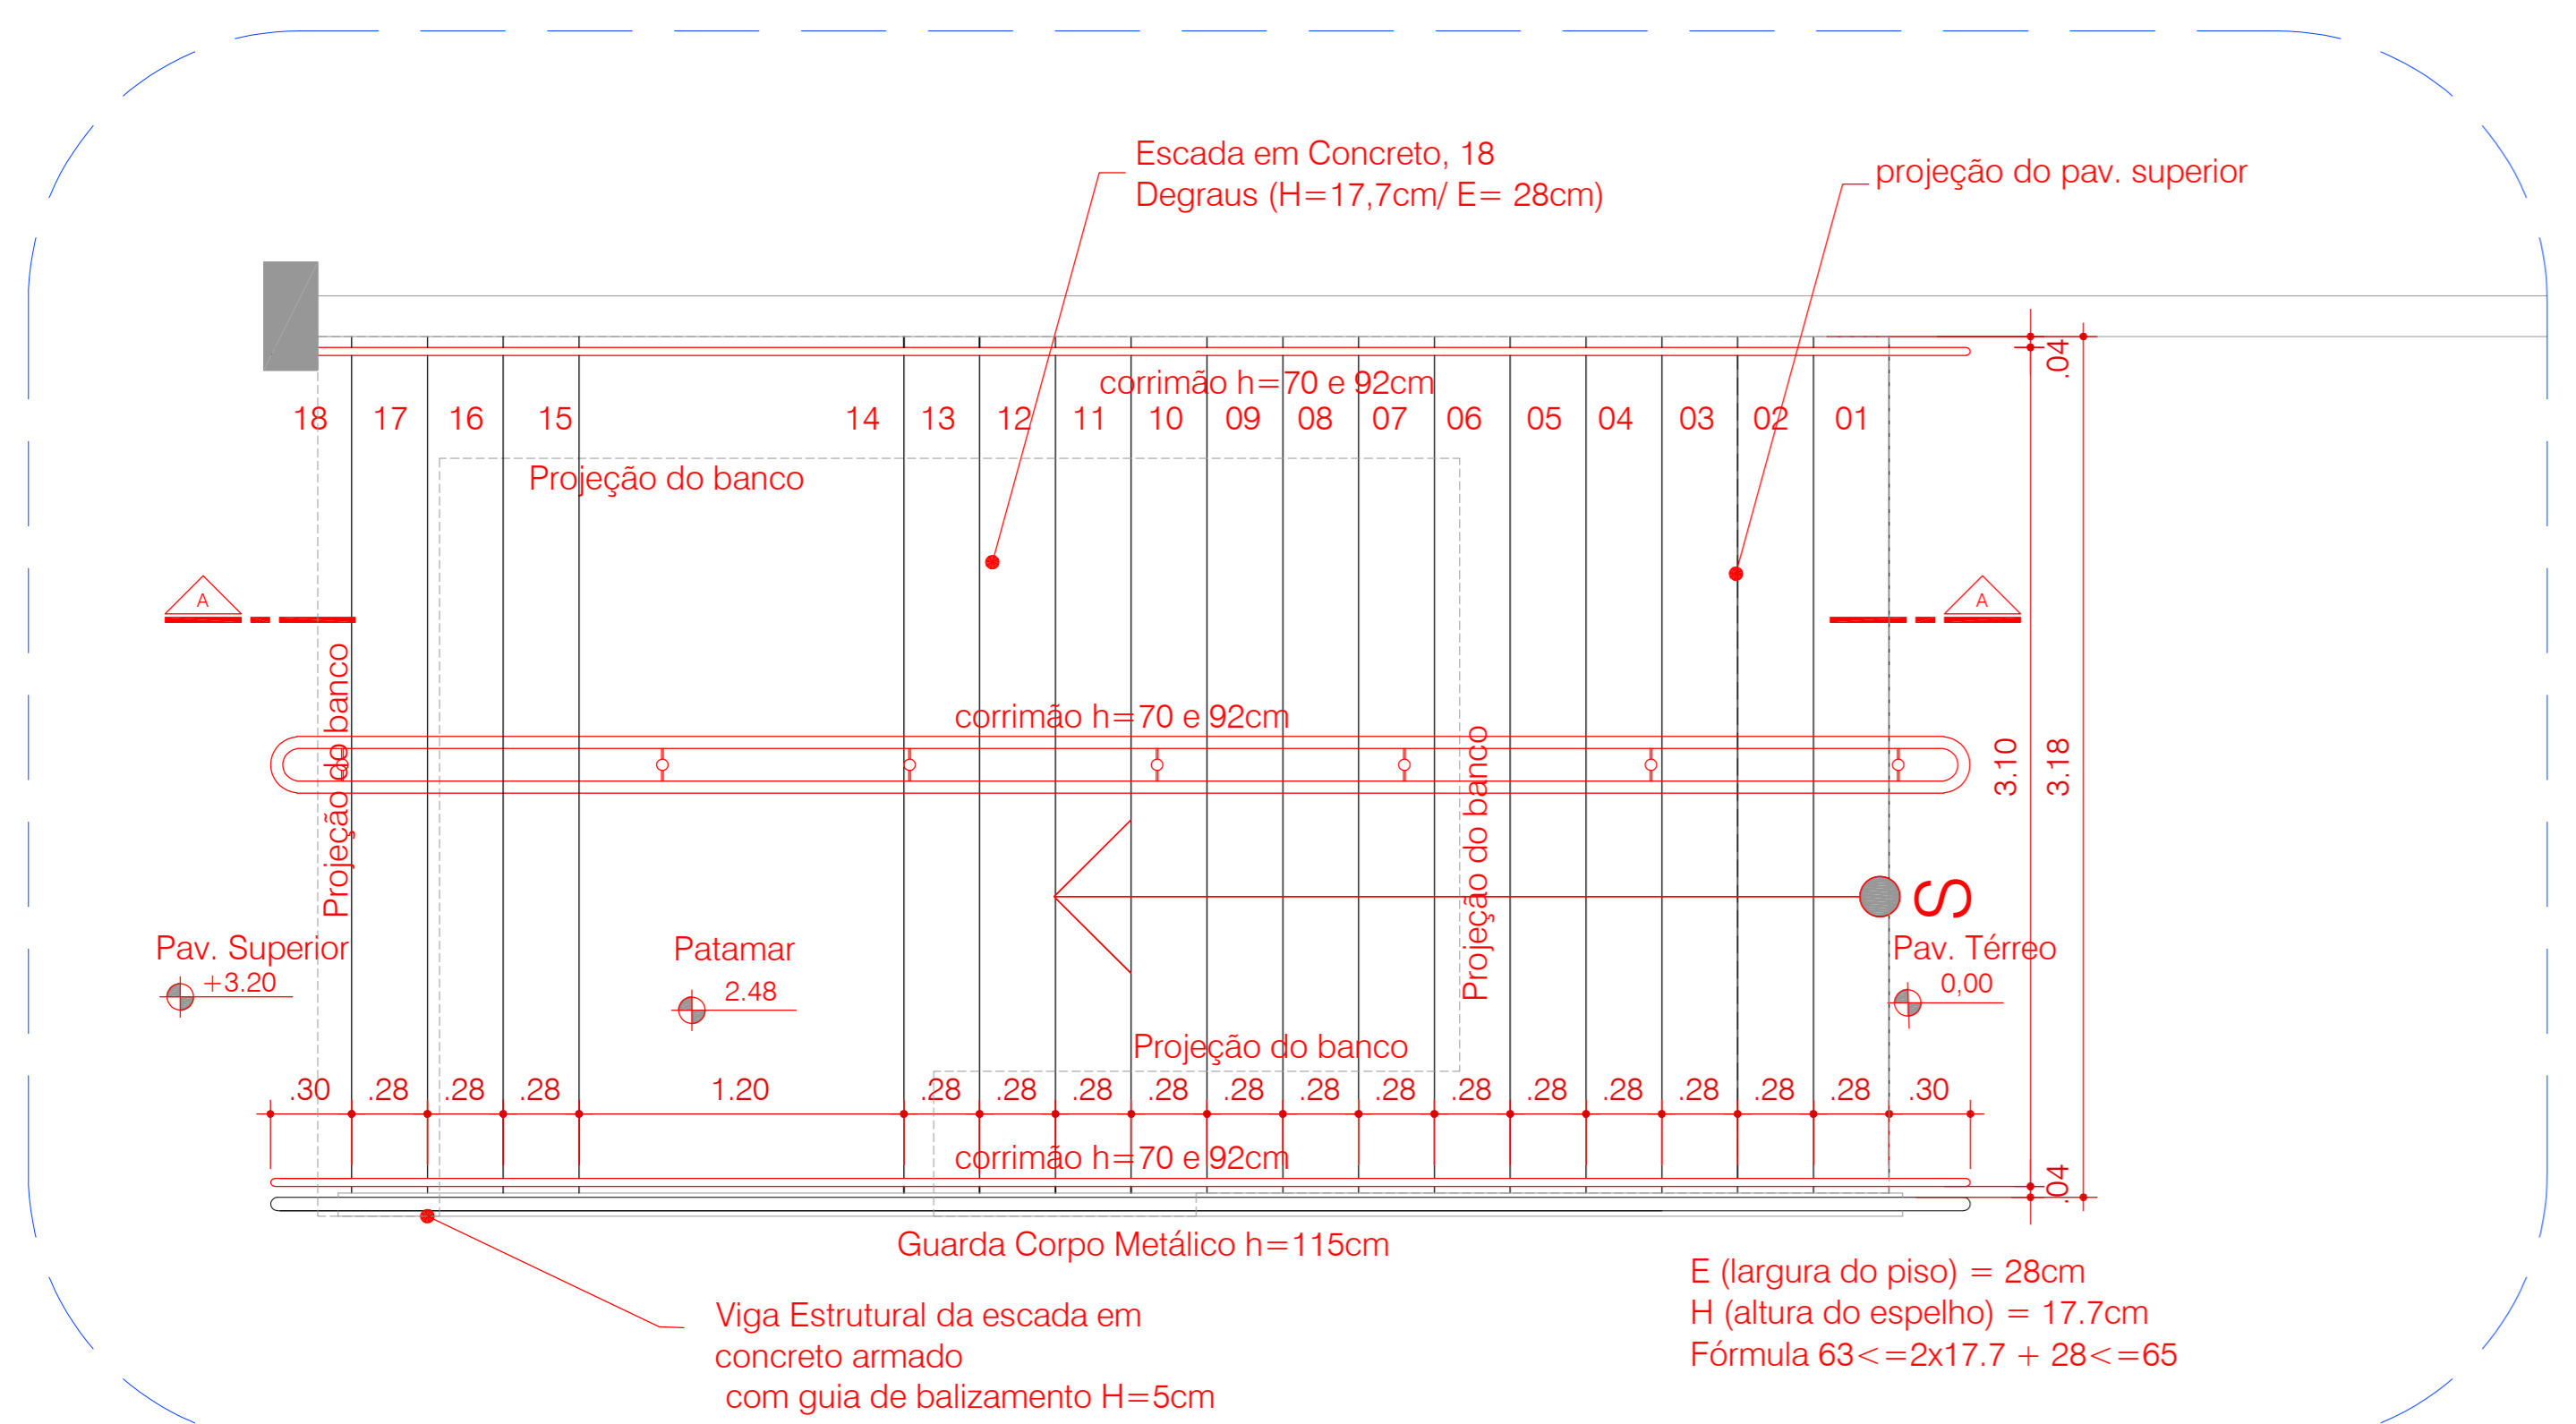 Escada em Concreto, 18
Degraus (H=17,7cm/ E= 28cm)
projeção do pav. superior
.04
corrimão h=70 e 92cm
18 17 16 15 14 13 12 11 10 09 08 07 06 05 04 03 02 01
Projeção do banco
A
A
Projeção do banco
corrimão h=70 e 92cm
Projeção do banco
3.10
3.18
S
Pav. Superior
+3.20
Patamar
2.48
Pav. Térreo
0,00
Projeção do banco
.30 .28 .28 .28 1.20 .28 .28 .28 .28 .28 .28 .28 .28 .28 .28 .28 .28 .28 .30
corrimão h=70 e 92cm
.04
Guarda Corpo Metálico h=115cm
Viga Estrutural da escada em
concreto armado
com guia de balizamento H=5cm
E (largura do piso) = 28cm
H (altura do espelho) = 17.7cm
Fórmula 63<=2x17.7 + 28<=65